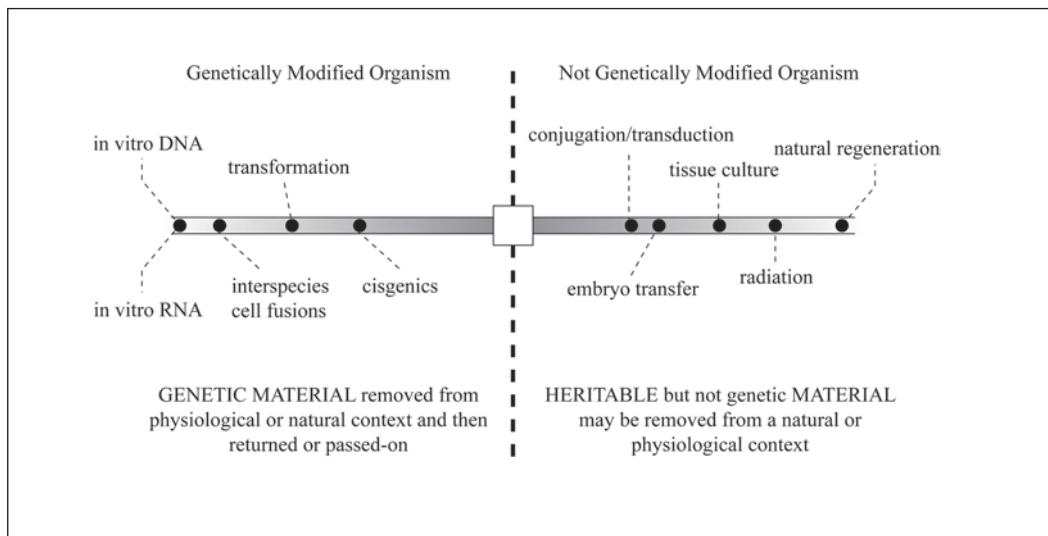 Genetically Modified Organism
Not Genetically Modified Organism
in vitro DNA
transformation
conjugation/transduction
tissue culture
natural regeneration
in vitro RNA
interspecies
cell fusions
cisgenics
embryo transfer
radiation
GENETIC MATERIAL removed from
physiological or natural context and then
returned or passed-on
HERITABLE but not genetic MATERIAL
may be removed from a natural or
physiological context